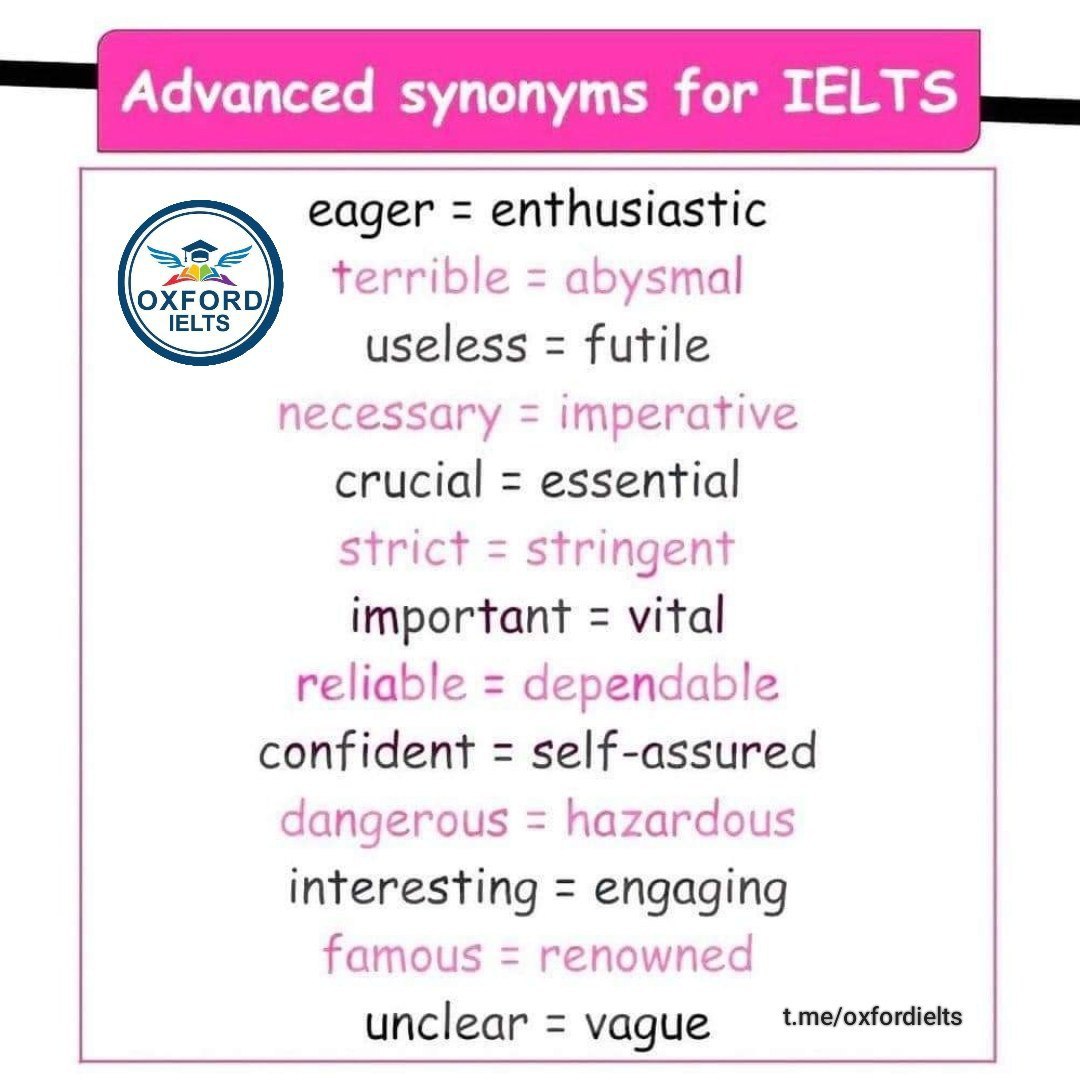 Advanced synonyms for IELTS
OXFORD
IELTS
eager = enthusiastic
terrible = abysmal
useless = futile
necessary = imperative
crucial = essential
strict = stringent
important = vital
reliable = dependable
confident = self-assured
dangerous = hazardous
interesting = engaging
famous = renowned
unclear = vague
t.me/oxfordielts